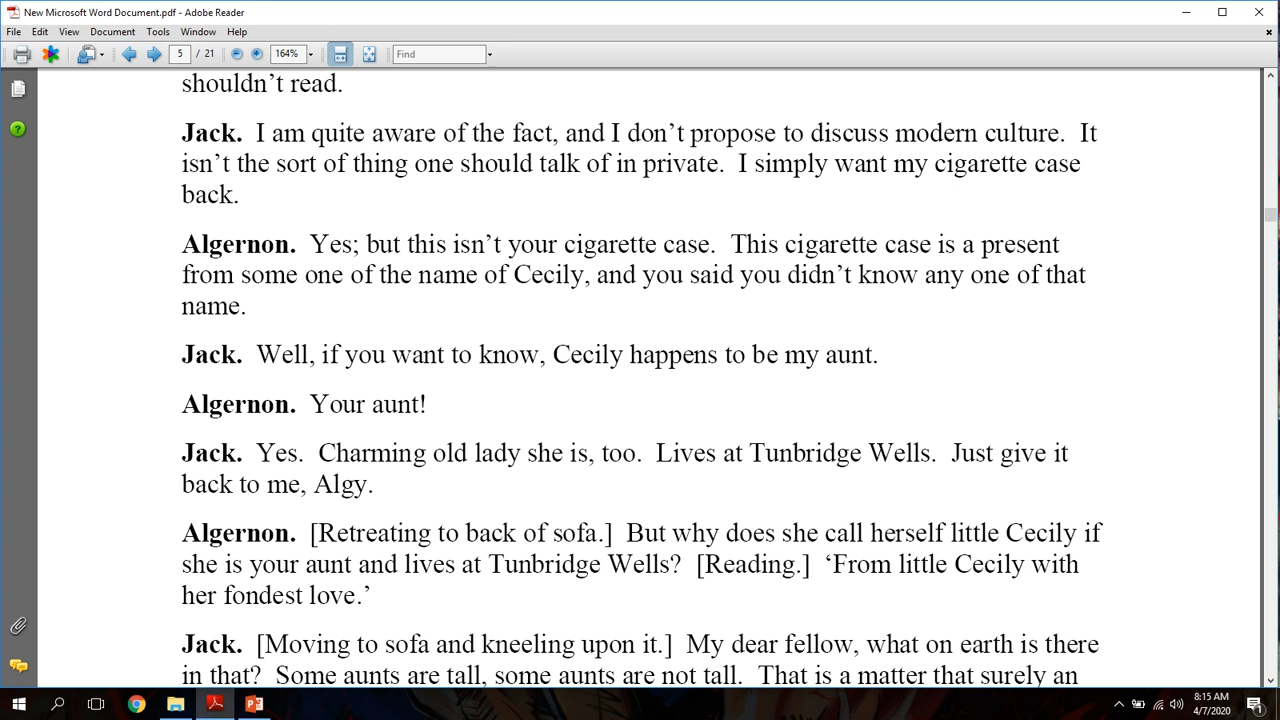 New Microsoft Word Document.pdf - Adobe Reader
File Edit View Document Tools Window Help
5 / 21 164% Find
shouldn’t read.
Jack. I am quite aware of the fact, and I don’t propose to discuss modern culture. It
isn’t the sort of thing one should talk of in private. I simply want my cigarette case
back.
Algernon. Yes; but this isn’t your cigarette case. This cigarette case is a present
from some one of the name of Cecily, and you said you didn’t know any one of that
name.
Jack. Well, if you want to know, Cecily happens to be my aunt.
Algernon. Your aunt!
Jack. Yes. Charming old lady she is, too. Lives at Tunbridge Wells. Just give it
back to me, Algy.
Algernon. [Retreating to back of sofa.] But why does she call herself little Cecily if
she is your aunt and lives at Tunbridge Wells? [Reading.] ‘From little Cecily with
her fondest love.’
Jack. [Moving to sofa and kneeling upon it.] My dear fellow, what on earth is there
in that? Some aunts are tall, some aunts are not tall. That is a matter that surely an
8:15 AM
4/7/2020